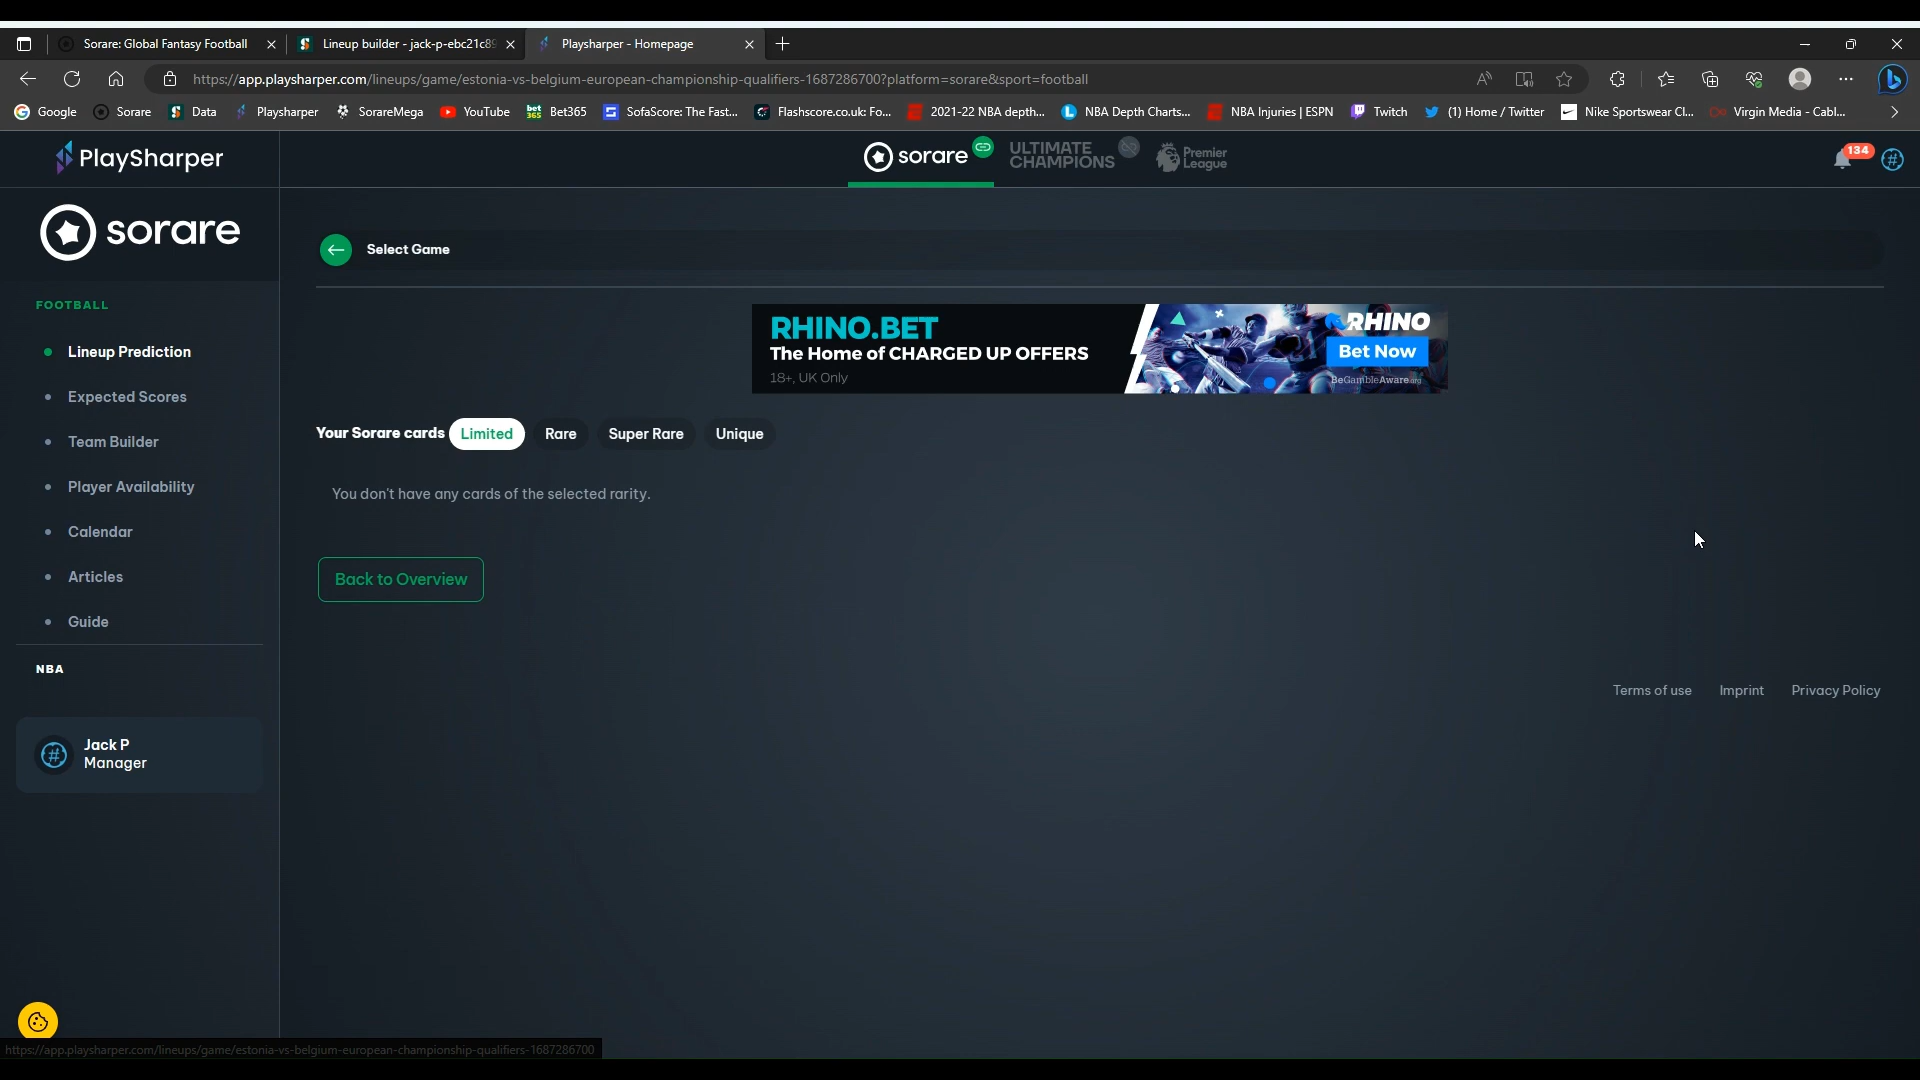 Sorare: Global Fantasy Football
Lineup builder - jack-p-ebc21c89
Playsharper - Homepage
https://app.playsharper.com/lineups/game/estonia-vs-belgium-european-championship-qualifiers-1687286700?platform=sorare&sport=football
Google Sorare Data Playsharper SorareMega YouTube Bet365 SofaScore: The Fast... Flashscore.co.uk: Fo... 2021-22 NBA depth... NBA Depth Charts... NBA Injuries | ESPN Twitch (1) Home / Twitter Nike Sportswear Cl... Virgin Media - Cabl...
PlaySharper
sorare
ULTIMATE
CHAMPIONS
Premier
League
134
sorare
FOOTBALL
Lineup Prediction
Expected Scores
Team Builder
Player Availability
Calendar
Articles
Guide
NBA
Jack P
Manager
Select Game
RHINO.BET
The Home of CHARGED UP OFFERS
18+, UK Only
RHINO
Bet Now
BeGambleAware.org
Your Sorare cards Limited Rare Super Rare Unique
You don't have any cards of the selected rarity.
Back to Overview
Terms of use Imprint Privacy Policy
https://app.playsharper.com/lineups/game/estonia-vs-belgium-european-championship-qualifiers-1687286700